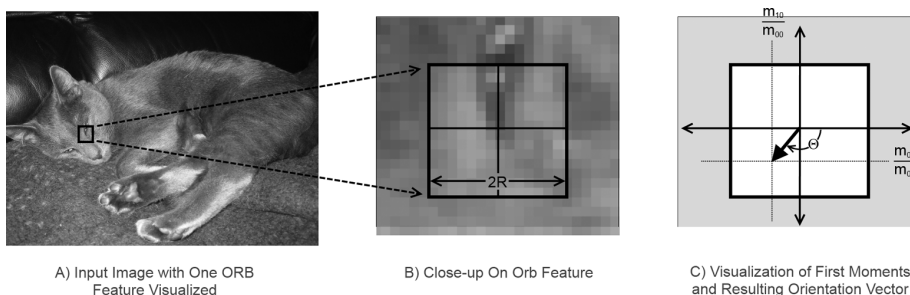 m10
m00
2R
Θ
A) Input Image with One ORB
Feature Visualized
B) Close-up On Orb Feature
C) Visualization of First Moments
and Resulting Orientation Vector